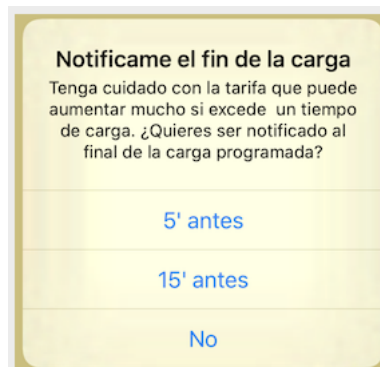 Notificame el fin de la carga
Tenga cuidado con la tarifa que puede
aumentar mucho si excede  un tiempo
de carga. ¿Quieres ser notificado al
final de la carga programada?
5' antes
15' antes
No